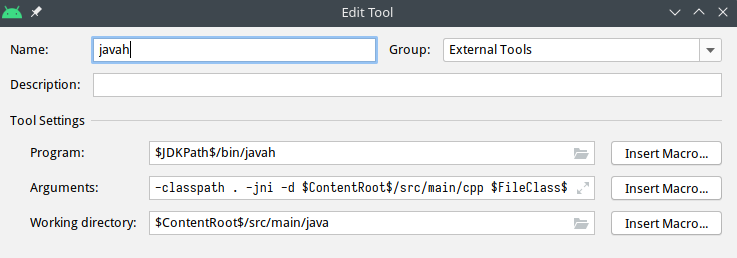 Edit Tool
Name: javah Group: External Tools
Description:
Tool Settings
Program: $JDKPath$/bin/javah Insert Macro...
Arguments: -classpath . -jni -d $ContentRoot$/src/main/cpp $FileClass$ Insert Macro...
Working directory: $ContentRoot$/src/main/java Insert Macro...